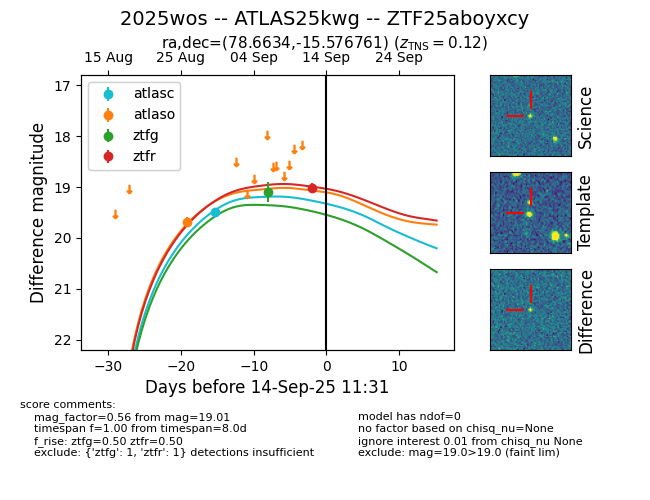 2025wos -- ATLAS25kwg -- ZTF25aboyxcy
ra,dec=(78.6634,-15.576761) (z_TNS = 0.12)
15 Aug 25 Aug 04 Sep 14 Sep 24 Sep
atlasc
atlaso
ztfg
ztfr
17
18
19
20
21
22
Difference magnitude
−30 −20 −10 0 10
Days before 14-Sep-25 11:31
Science
Template
Difference
score comments:
mag_factor=0.56 from mag=19.01
timespan f=1.00 from timespan=8.0d
f_rise: ztfg=0.50 ztfr=0.50
exclude: {'ztfg': 1, 'ztfr': 1} detections insufficient
model has ndof=0
no factor based on chisq_nu=None
ignore interest 0.01 from chisq_nu None
exclude: mag=19.0>19.0 (faint lim)